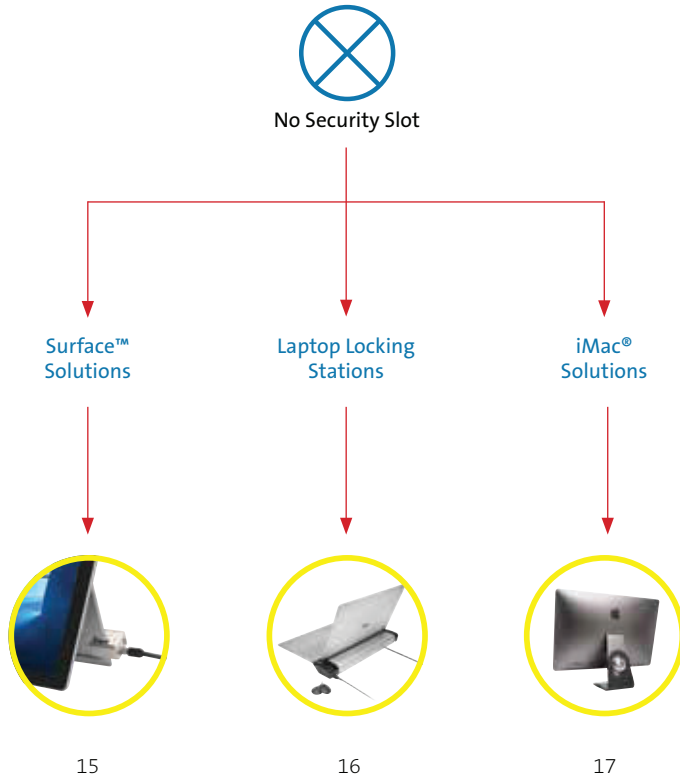 No Security Slot
Surface™
Solutions
Laptop Locking
Stations
iMac®
Solutions
15
16
17